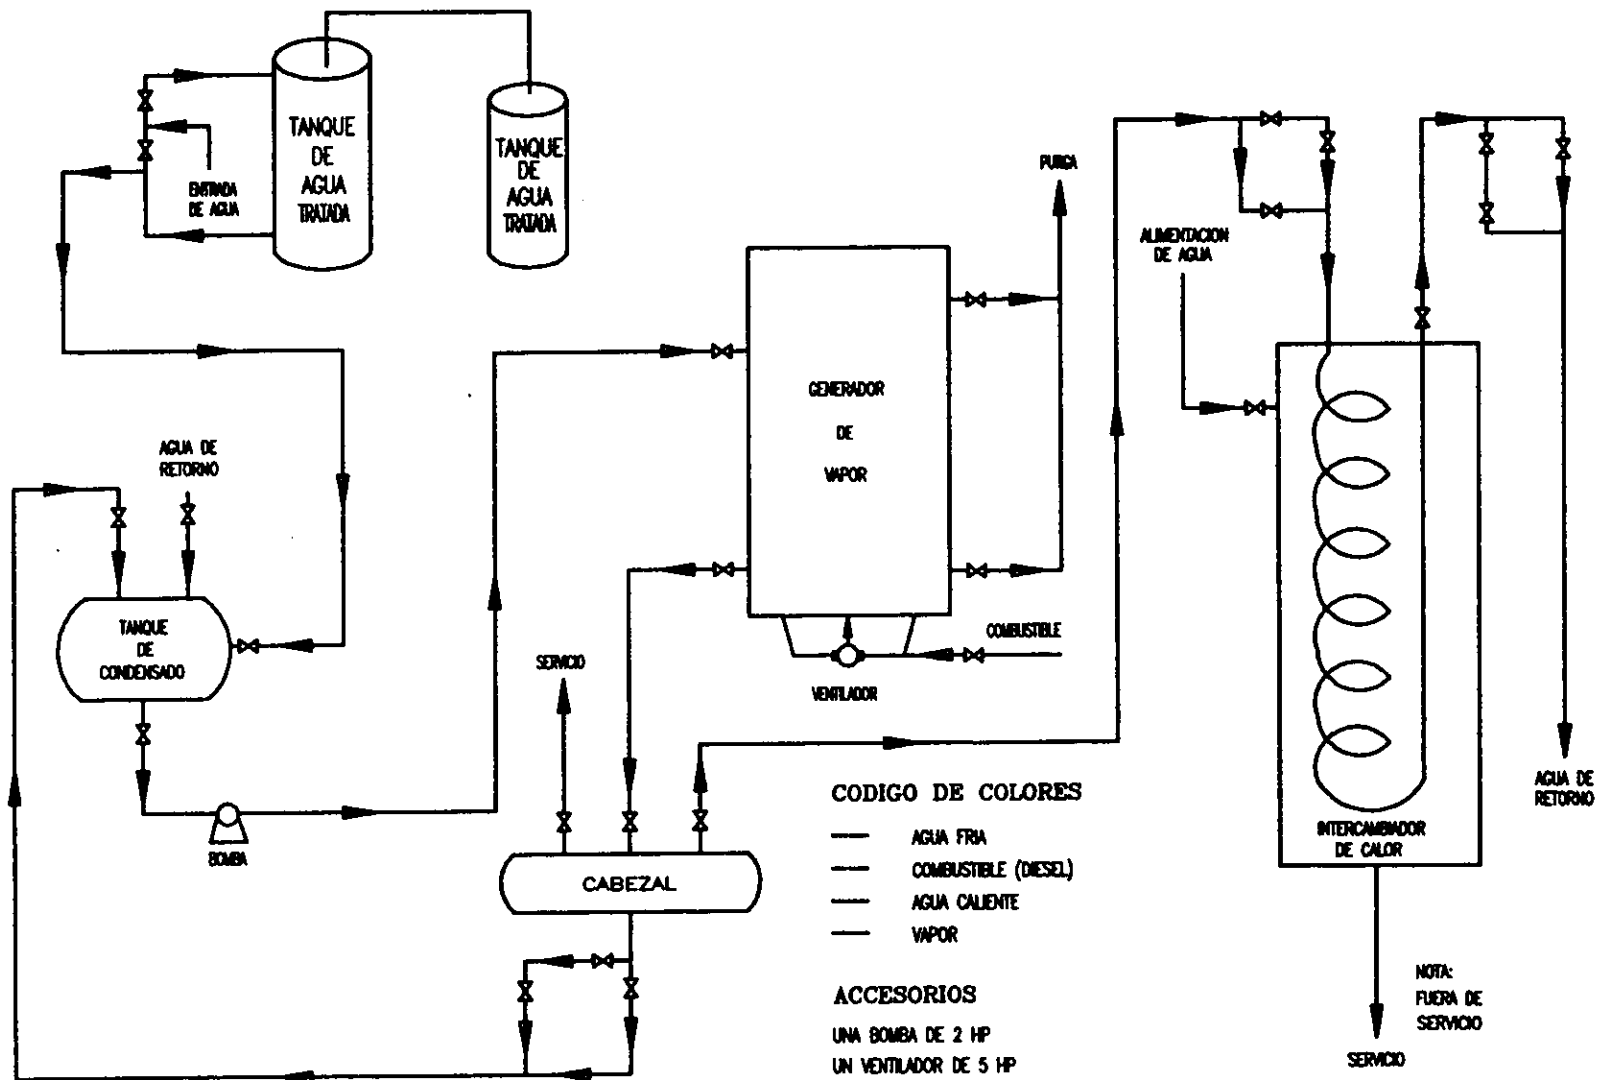 TANQUE
DE
AGUA
TRATADA
TANQUE
DE
AGUA
TRATADA
ENTRADA
DE AGUA
PURGA
ALIMENTACION
DE AGUA
GENERADOR
DE
VAPOR
AGUA DE
RETORNO
TANQUE
DE
CONDENSADO
COMBUSTIBLE
SERVICIO
VENTILADOR
BOMBA
CABEZAL
CODIGO DE COLORES
AGUA FRIA
COMBUSTIBLE (DIESEL)
AGUA CALIENTE
VAPOR
ACCESORIOS
UNA BOMBA DE 2 HP
UN VENTILADOR DE 5 HP
INTERCAMBIADOR
DE CALOR
AGUA DE
RETORNO
NOTA:
FUERA DE
SERVICIO
SERVICIO